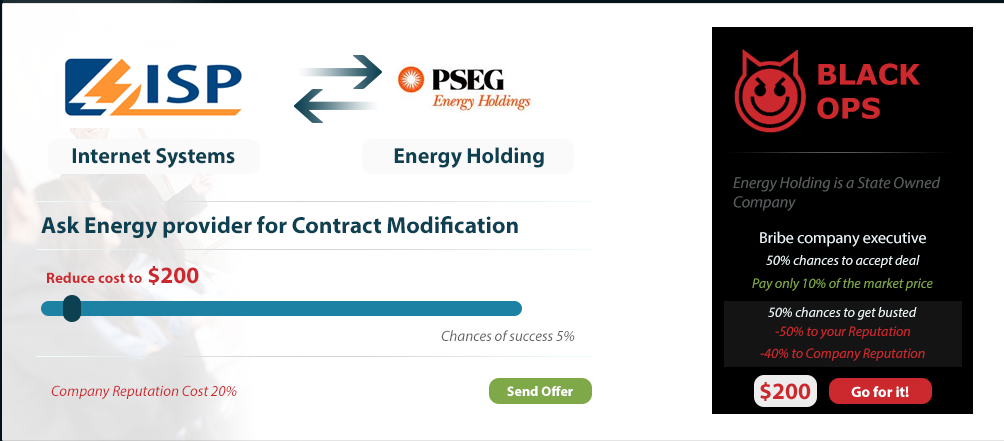 ISP
PSEG
Energy Holdings
Internet Systems
Energy Holding
Ask Energy provider for Contract Modification
Reduce cost to $200
Chances of success 5%
Company Reputation Cost 20%
Send Offer
BLACK
OPS
Energy Holding is a State Owned
Company
Bribe company executive
50% chances to accept deal
Pay only 10% of the market price
50% chances to get busted
-50% to your Reputation
-40% to Company Reputation
$200
Go for it!